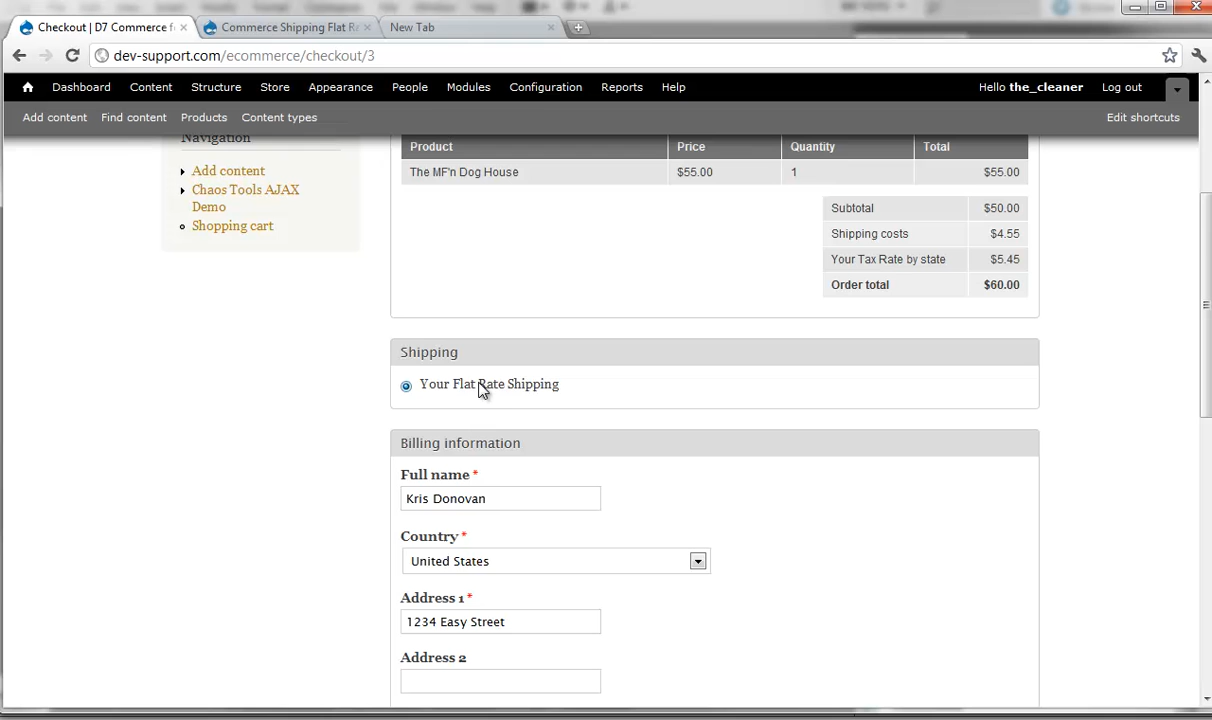 Checkout | D7 Commerce f
Commerce Shipping Flat Ra
New Tab
dev-support.com/ecommerce/checkout/3
Dashboard Content Structure Store Appearance People Modules Configuration Reports Help Hello the_cleaner Log out
Add content Find content Products Content types Edit shortcuts
Navigation
Add content
Chaos Tools AJAX
Demo
Shopping cart
Product Price Quantity Total
The MF'n Dog House $55.00 1 $55.00
Subtotal $50.00
Shipping costs $4.55
Your Tax Rate by state $5.45
Order total $60.00
Shipping
Your Flat Rate Shipping
Billing information
Full name *
Kris Donovan
Country *
United States
Address 1 *
1234 Easy Street
Address 2